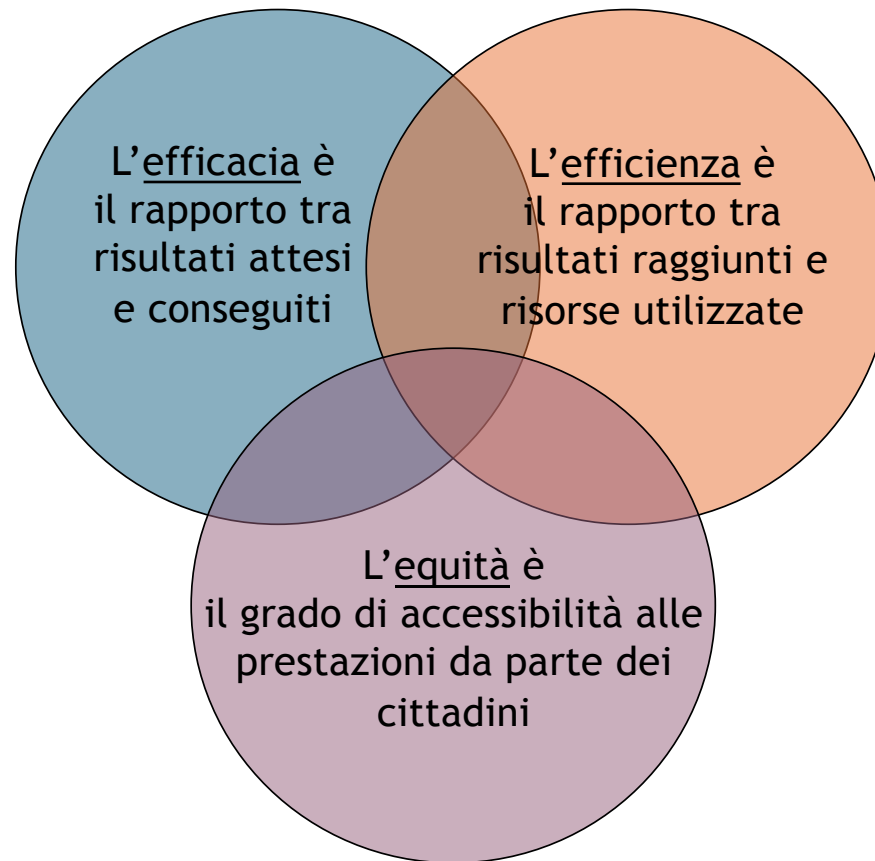 L’efficacia è
il rapporto tra
risultati attesi
e conseguiti
L’efficienza è
il rapporto tra
risultati raggiunti e
risorse utilizzate
L’equità è
il grado di accessibilità alle
prestazioni da parte dei
cittadini